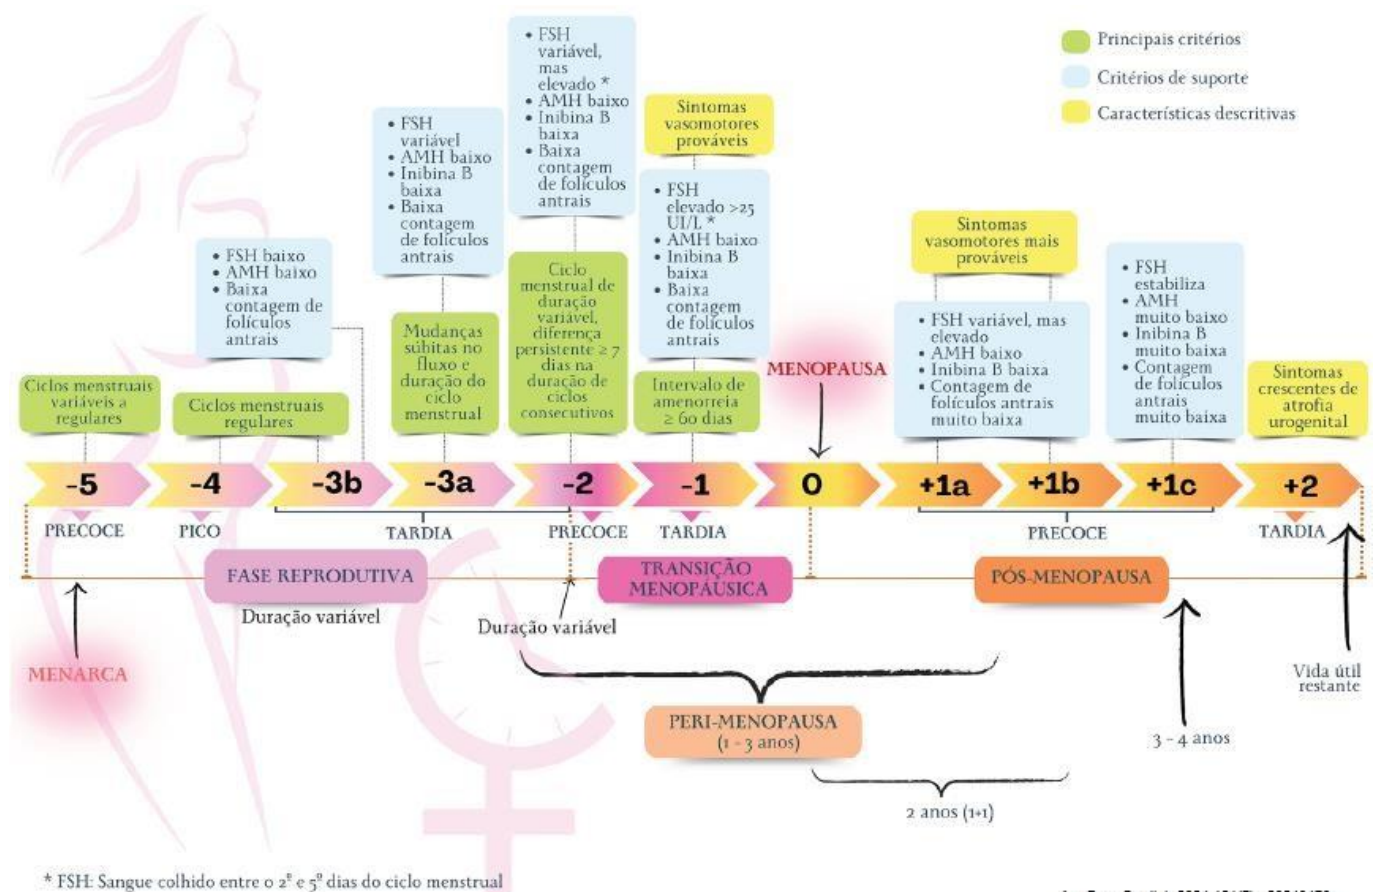 Principais critérios
Critérios de suporte
Características descritivas
• FSH
variável,
mas
elevado *
• AMH baixo
• Inibina B
baixa
• Baixa
contagem
de folículos
antrais
Sintomas
vasomotores
prováveis
• FSH
variável
• AMH baixo
• Inibina B
baixa
• Baixa
contagem
de folículos
antrais
• FSH
elevado >25
UI/L *
• AMH baixo
• Inibina B
baixa
• Baixa
contagem
de folículos
antrais
• FSH baixo
• AMH baixo
• Baixa
contagem de
folículos
antrais
Sintomas
vasomotores mais
prováveis
• FSH
estabiliza
• AMH
muito baixo
• Inibina B
muito baixa
• Contagem
de folículos
antrais
muito baixa
Ciclo
menstrual de
duração
variável,
diferença
persistente ≥ 7
dias na
duração de
ciclos
consecutivos
• FSH variável, mas
elevado
• AMH baixo
• Inibina B baixa
• Contagem de
folículos antrais
muito baixa
Mudanças
súbitas no
fluxo e
duração do
ciclo
menstrual
MENOPAUSA
Ciclos menstruais
variáveis a
regulares
Ciclos menstruais
regulares
Intervalo de
amenorreia
≥ 60 dias
Sintomas
crescentes de
atrofia
urogenital
-5 -4 -3b -3a -2 -1 0 +1a +1b +1c +2
PRECOCE PICO TARDIA PRECOCE TARDIA PRECOCE TARDIA
FASE REPRODUTIVA
TRANSIÇÃO
MENOPÁUSICA
PÓS-MENOPAUSA
Duração variável
Duração variável
MENARCA
Vida útil
restante
PERI-MENOPAUSA
(1 - 3 anos)
3 - 4 anos
2 anos (1+1)
* FSH: Sangue colhido entre o 2º e 5º dias do ciclo menstrual